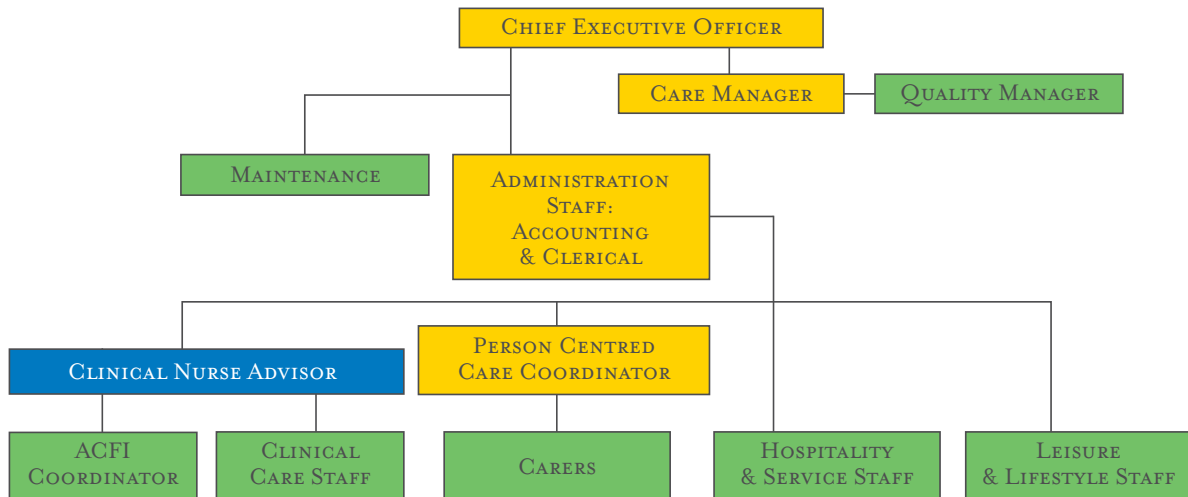 Chief Executive Officer
Care Manager
Quality Manager
Maintenance
Administration
Staff:
Accounting
& Clerical
Clinical Nurse Advisor
Person Centred
Care Coordinator
ACFI
Coordinator
Clinical
Care Staff
Carers
Hospitality
& Service Staff
Leisure
& Lifestyle Staff